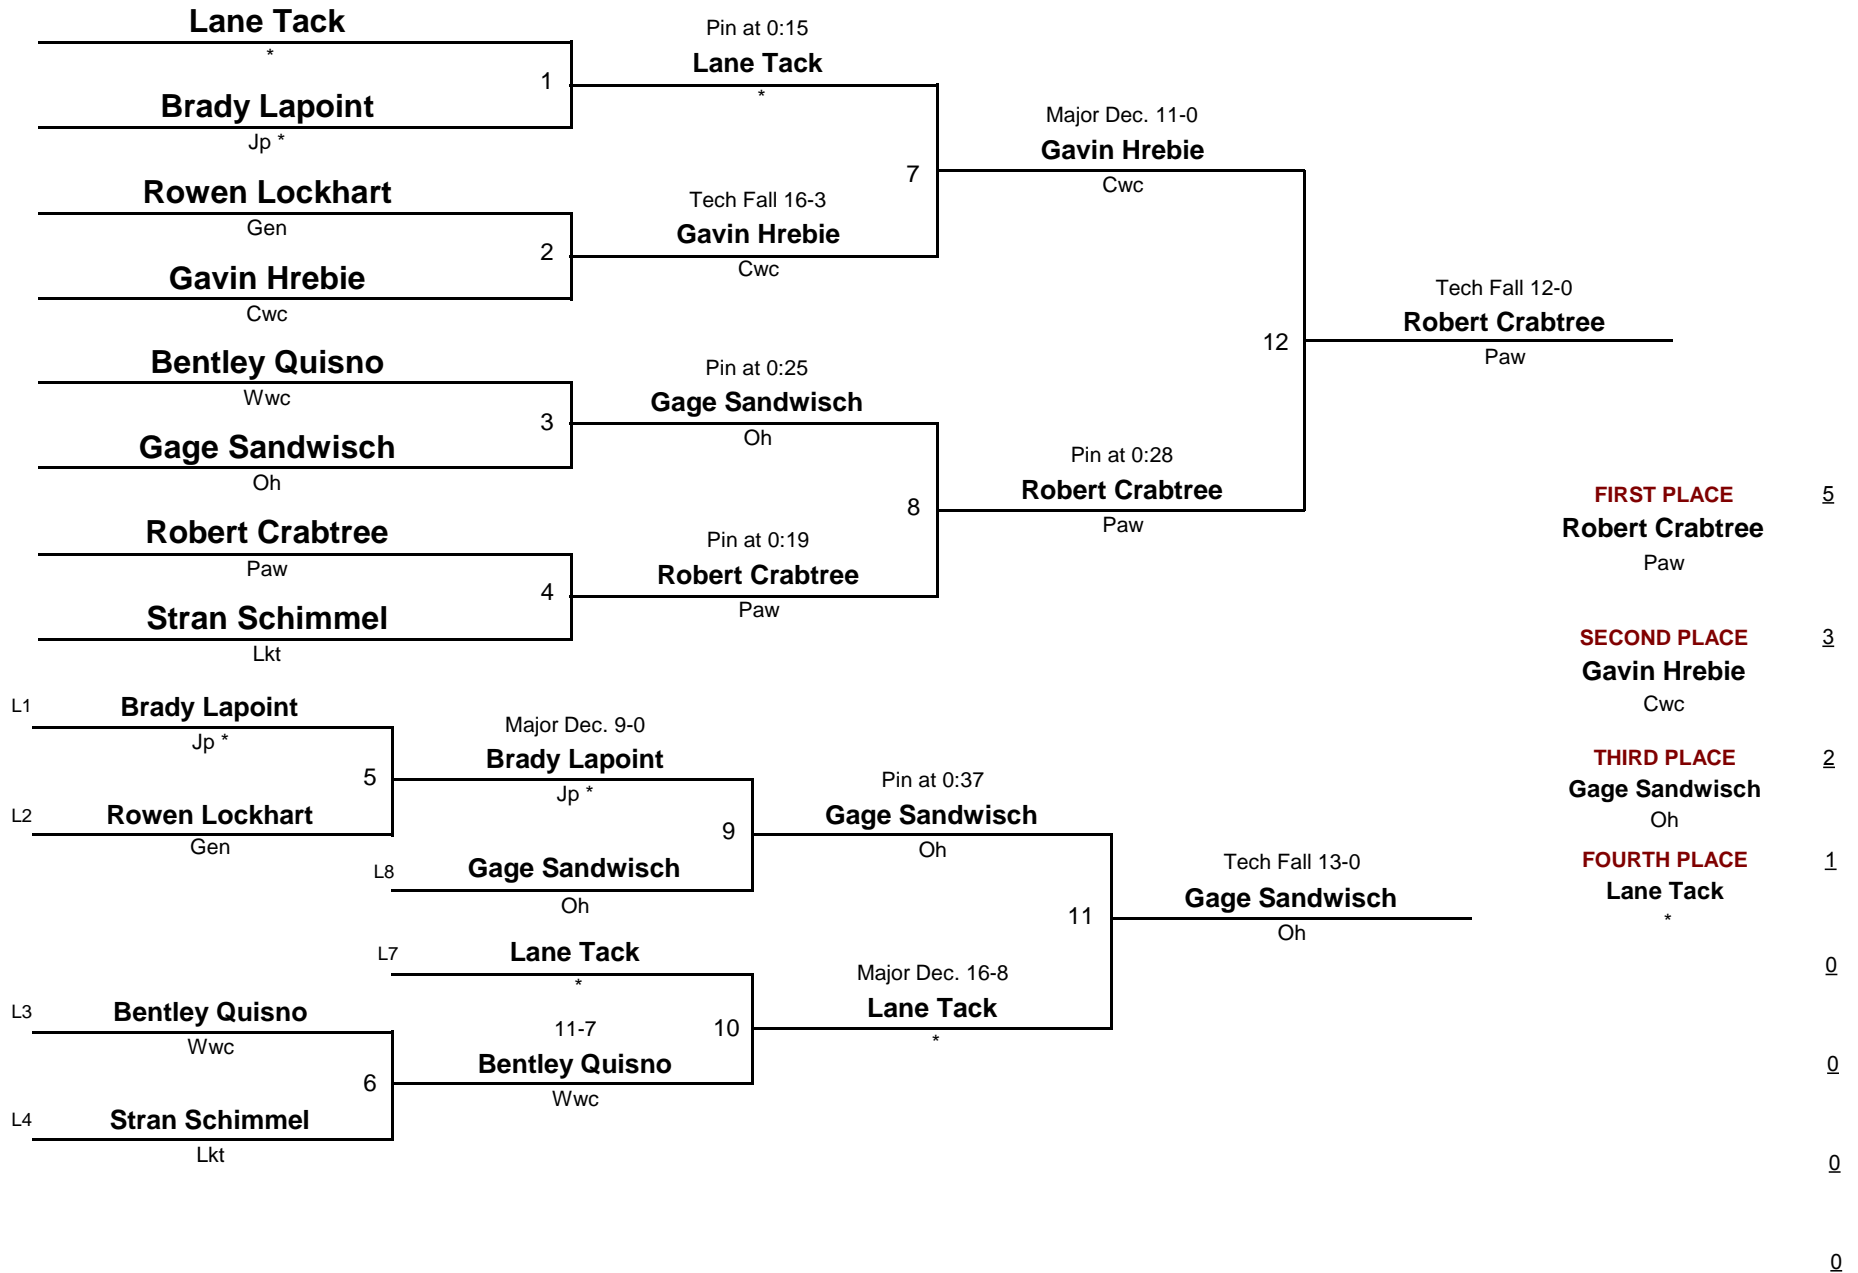 Lane Tack
*
1
Brady Lapoint
Jp *
Rowen Lockhart
Gen
2
Gavin Hrebie
Cwc
Bentley Quisno
Wwc
3
Gage Sandwisch
Oh
Robert Crabtree
Paw
4
Stran Schimmel
Lkt
Pin at 0:15
Lane Tack
*
7
Tech Fall 16-3
Gavin Hrebie
Cwc
Pin at 0:25
Gage Sandwisch
Oh
8
Pin at 0:19
Robert Crabtree
Paw
Major Dec. 11-0
Gavin Hrebie
Cwc
12
Pin at 0:28
Robert Crabtree
Paw
Tech Fall 12-0
Robert Crabtree
Paw
L1 Brady Lapoint
Jp *
5
L2 Rowen Lockhart
Gen
Major Dec. 9-0
Brady Lapoint
Jp *
9
L8 Gage Sandwisch
Oh
L7 Lane Tack
*
10
11-7
Bentley Quisno
Wwc
L3 Bentley Quisno
Wwc
6
L4 Stran Schimmel
Lkt
Pin at 0:37
Gage Sandwisch
Oh
11
Major Dec. 16-8
Lane Tack
*
Tech Fall 13-0
Gage Sandwisch
Oh
FIRST PLACE 5
Robert Crabtree
Paw
SECOND PLACE 3
Gavin Hrebie
Cwc
THIRD PLACE 2
Gage Sandwisch
Oh
FOURTH PLACE 1
Lane Tack
*
0
0
0
0